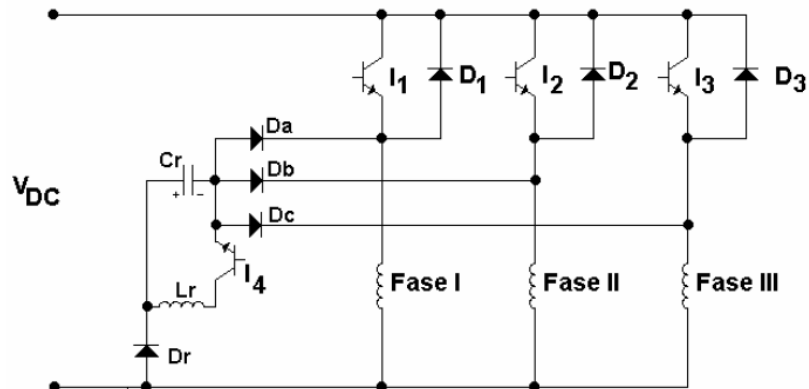 I1 D1 I2 D2 I3 D3
Da
Cr
Db
+ -
VDC
Dc
I4
Lr
Fase I Fase II Fase III
Dr